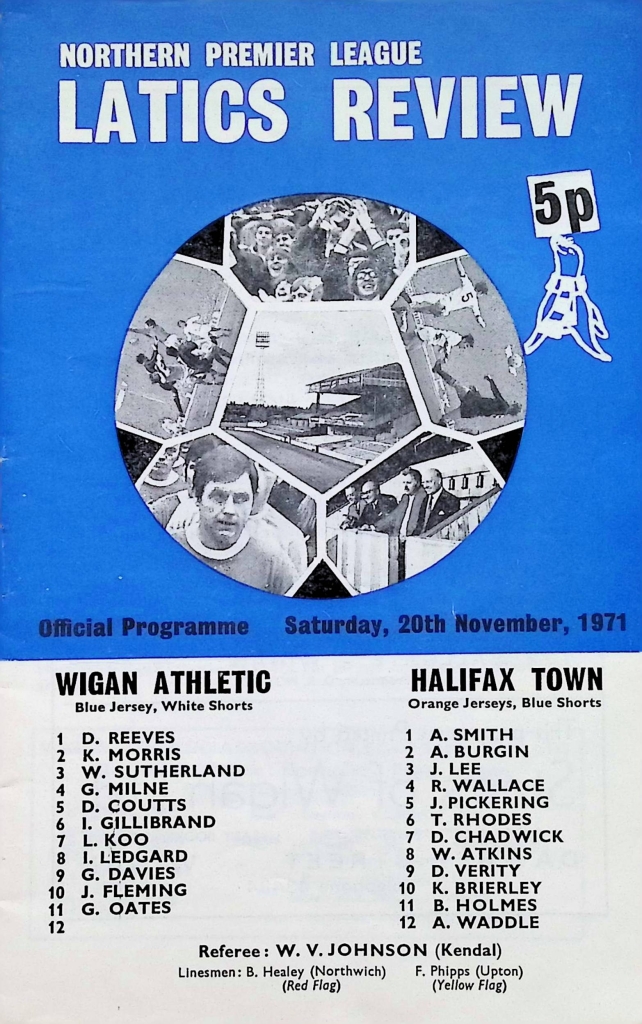 NORTHERN PREMIER LEAGUE
LATICS REVIEW
5p
5
Official Programme Saturday, 20th November, 1971
WIGAN ATHLETIC
Blue Jersey, White Shorts
1 D. REEVES
2 K. MORRIS
3 W. SUTHERLAND
4 G. MILNE
5 D. COUTTS
6 I. GILLIBRAND
7 L. KOO
8 I. LEDGARD
9 G. DAVIES
10 J. FLEMING
11 G. OATES
12
HALIFAX TOWN
Orange Jerseys, Blue Shorts
1 A. SMITH
2 A. BURGIN
3 J. LEE
4 R. WALLACE
5 J. PICKERING
6 T. RHODES
7 D. CHADWICK
8 W. ATKINS
9 D. VERITY
10 K. BRIERLEY
11 B. HOLMES
12 A. WADDLE
Referee: W. V. JOHNSON (Kendal)
Linesmen: B. Healey (Northwich) F. Phipps (Upton)
(Red Flag) (Yellow Flag)